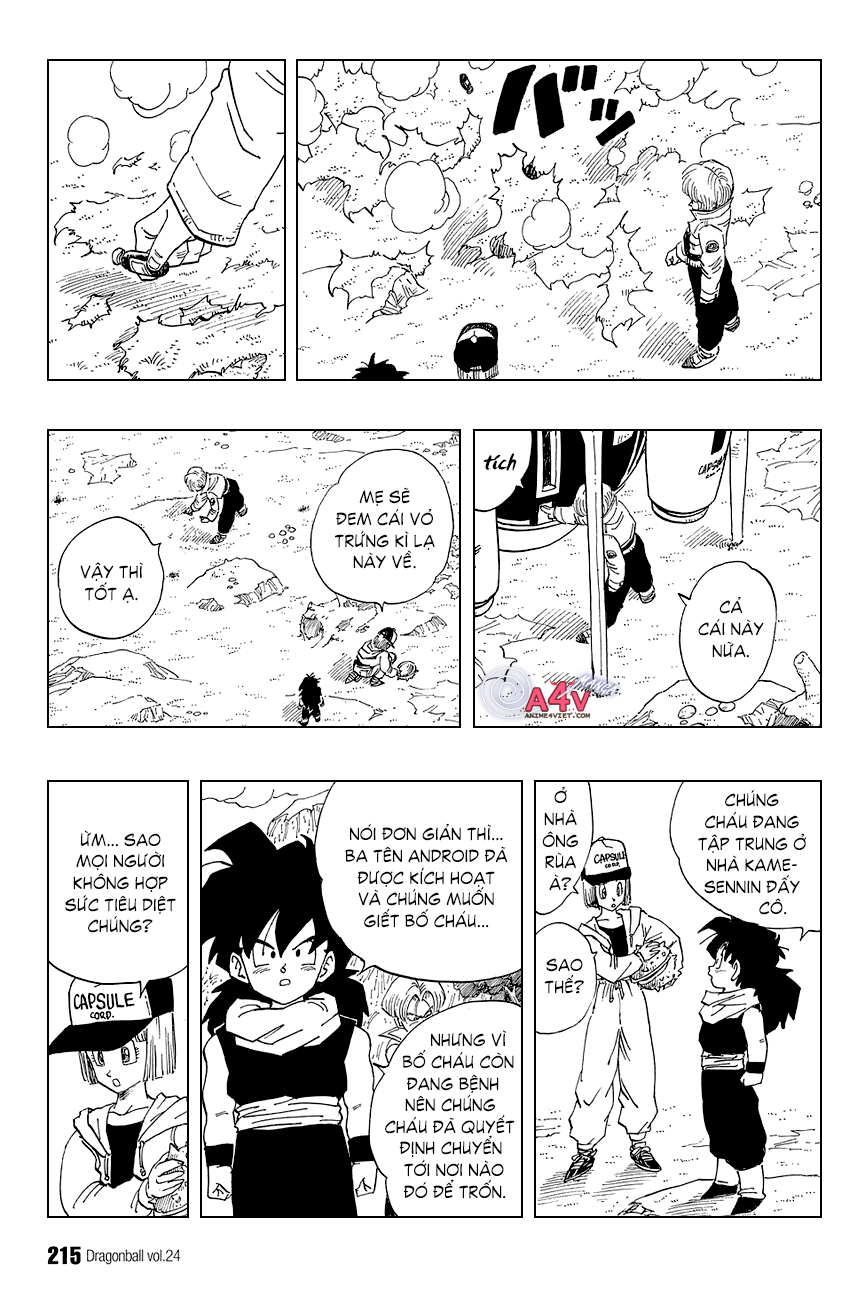 バッ
MẸ SẼ
ĐEM CÁI VỎ
TRỨNG KÌ LẠ
NÀY VỀ.
VẬY THÌ
TỐT Ạ.
tích
CAPSULE
CẢ
CÁI NÀY
NỮA.
A4V
ANIME4VIET.COM
ỪM... SAO
MỌI NGƯỜI
KHÔNG HỢP
SỨC TIÊU DIỆT
CHÚNG?
CAPSULE
CORP.
NÓI ĐƠN GIẢN THÌ...
BA TÊN ANDROID ĐÃ
ĐƯỢC KÍCH HOẠT
VÀ CHÚNG MUỐN
GIẾT BỐ CHÁU...
NHƯNG VÌ
BỐ CHÁU CÒN
ĐANG BỆNH
NÊN CHÚNG
CHÁU ĐÃ QUYẾT
ĐỊNH CHUYỂN
TỚI NƠI NÀO
ĐÓ ĐỂ TRỐN.
Ở
NHÀ
ÔNG
RÙA
À?
CHÚNG
CHÁU ĐANG
TẬP TRUNG Ở
NHÀ KAME-
SENNIN ĐẤY
CÔ.
CAPSULE
CORP.
SAO
THẾ?
215 Dragonball vol.24